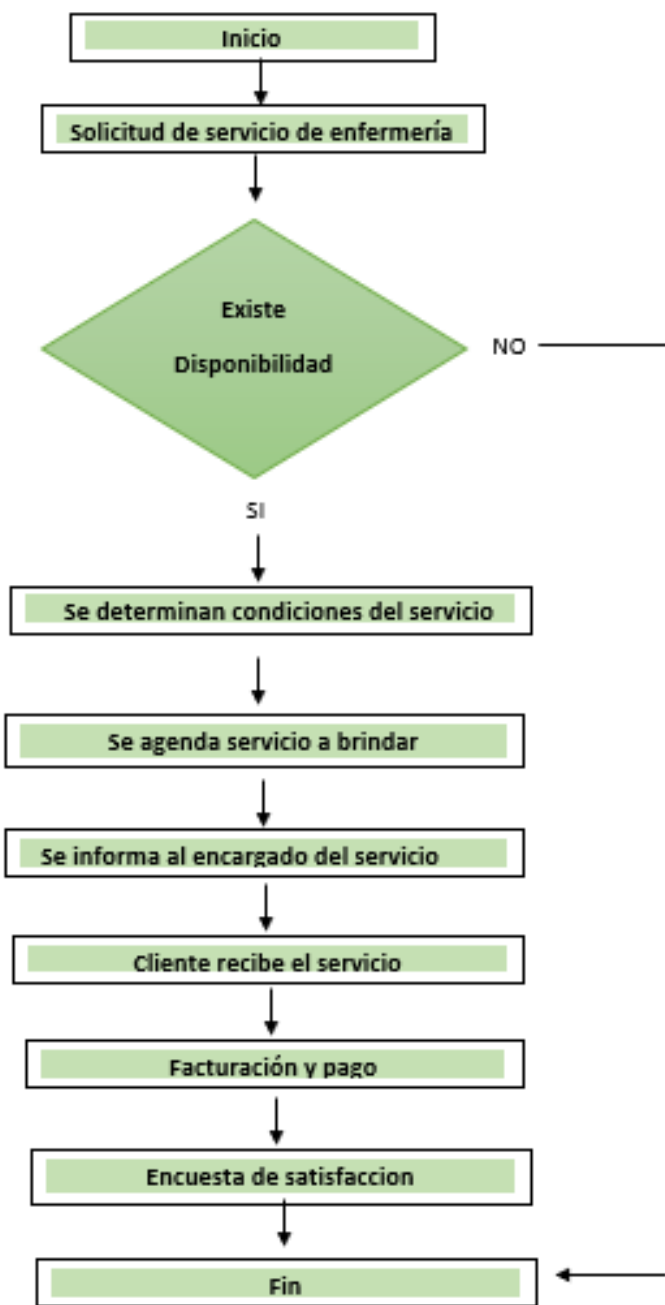 Inicio
Solicitud de servicio de enfermería
Existe
Disponibilidad
NO
SI
Se determinan condiciones del servicio
Se agenda servicio a brindar
Se informa al encargado del servicio
Cliente recibe el servicio
Facturación y pago
Encuesta de satisfaccion
Fin